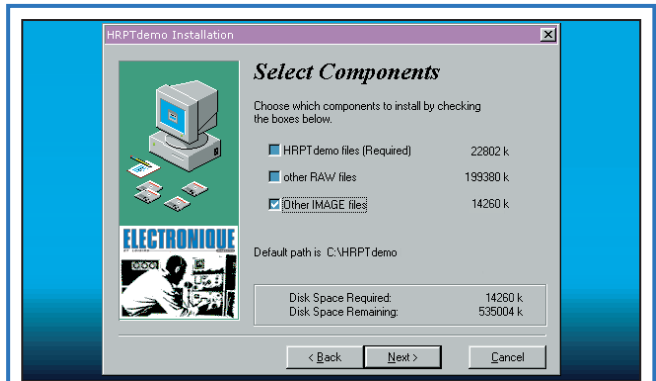 HRPTdemo Installation
Select Components
Choose which components to install by checking
the boxes below.
HRPTdemo files (Required) 22802 k
other RAW files 199380 k
Other IMAGE files 14260 k
ELECTRONIQUE
Default path is C:\HRPTdemo
Disk Space Required: 14260 k
Disk Space Remaining: 535004 k
< Back Next > Cancel